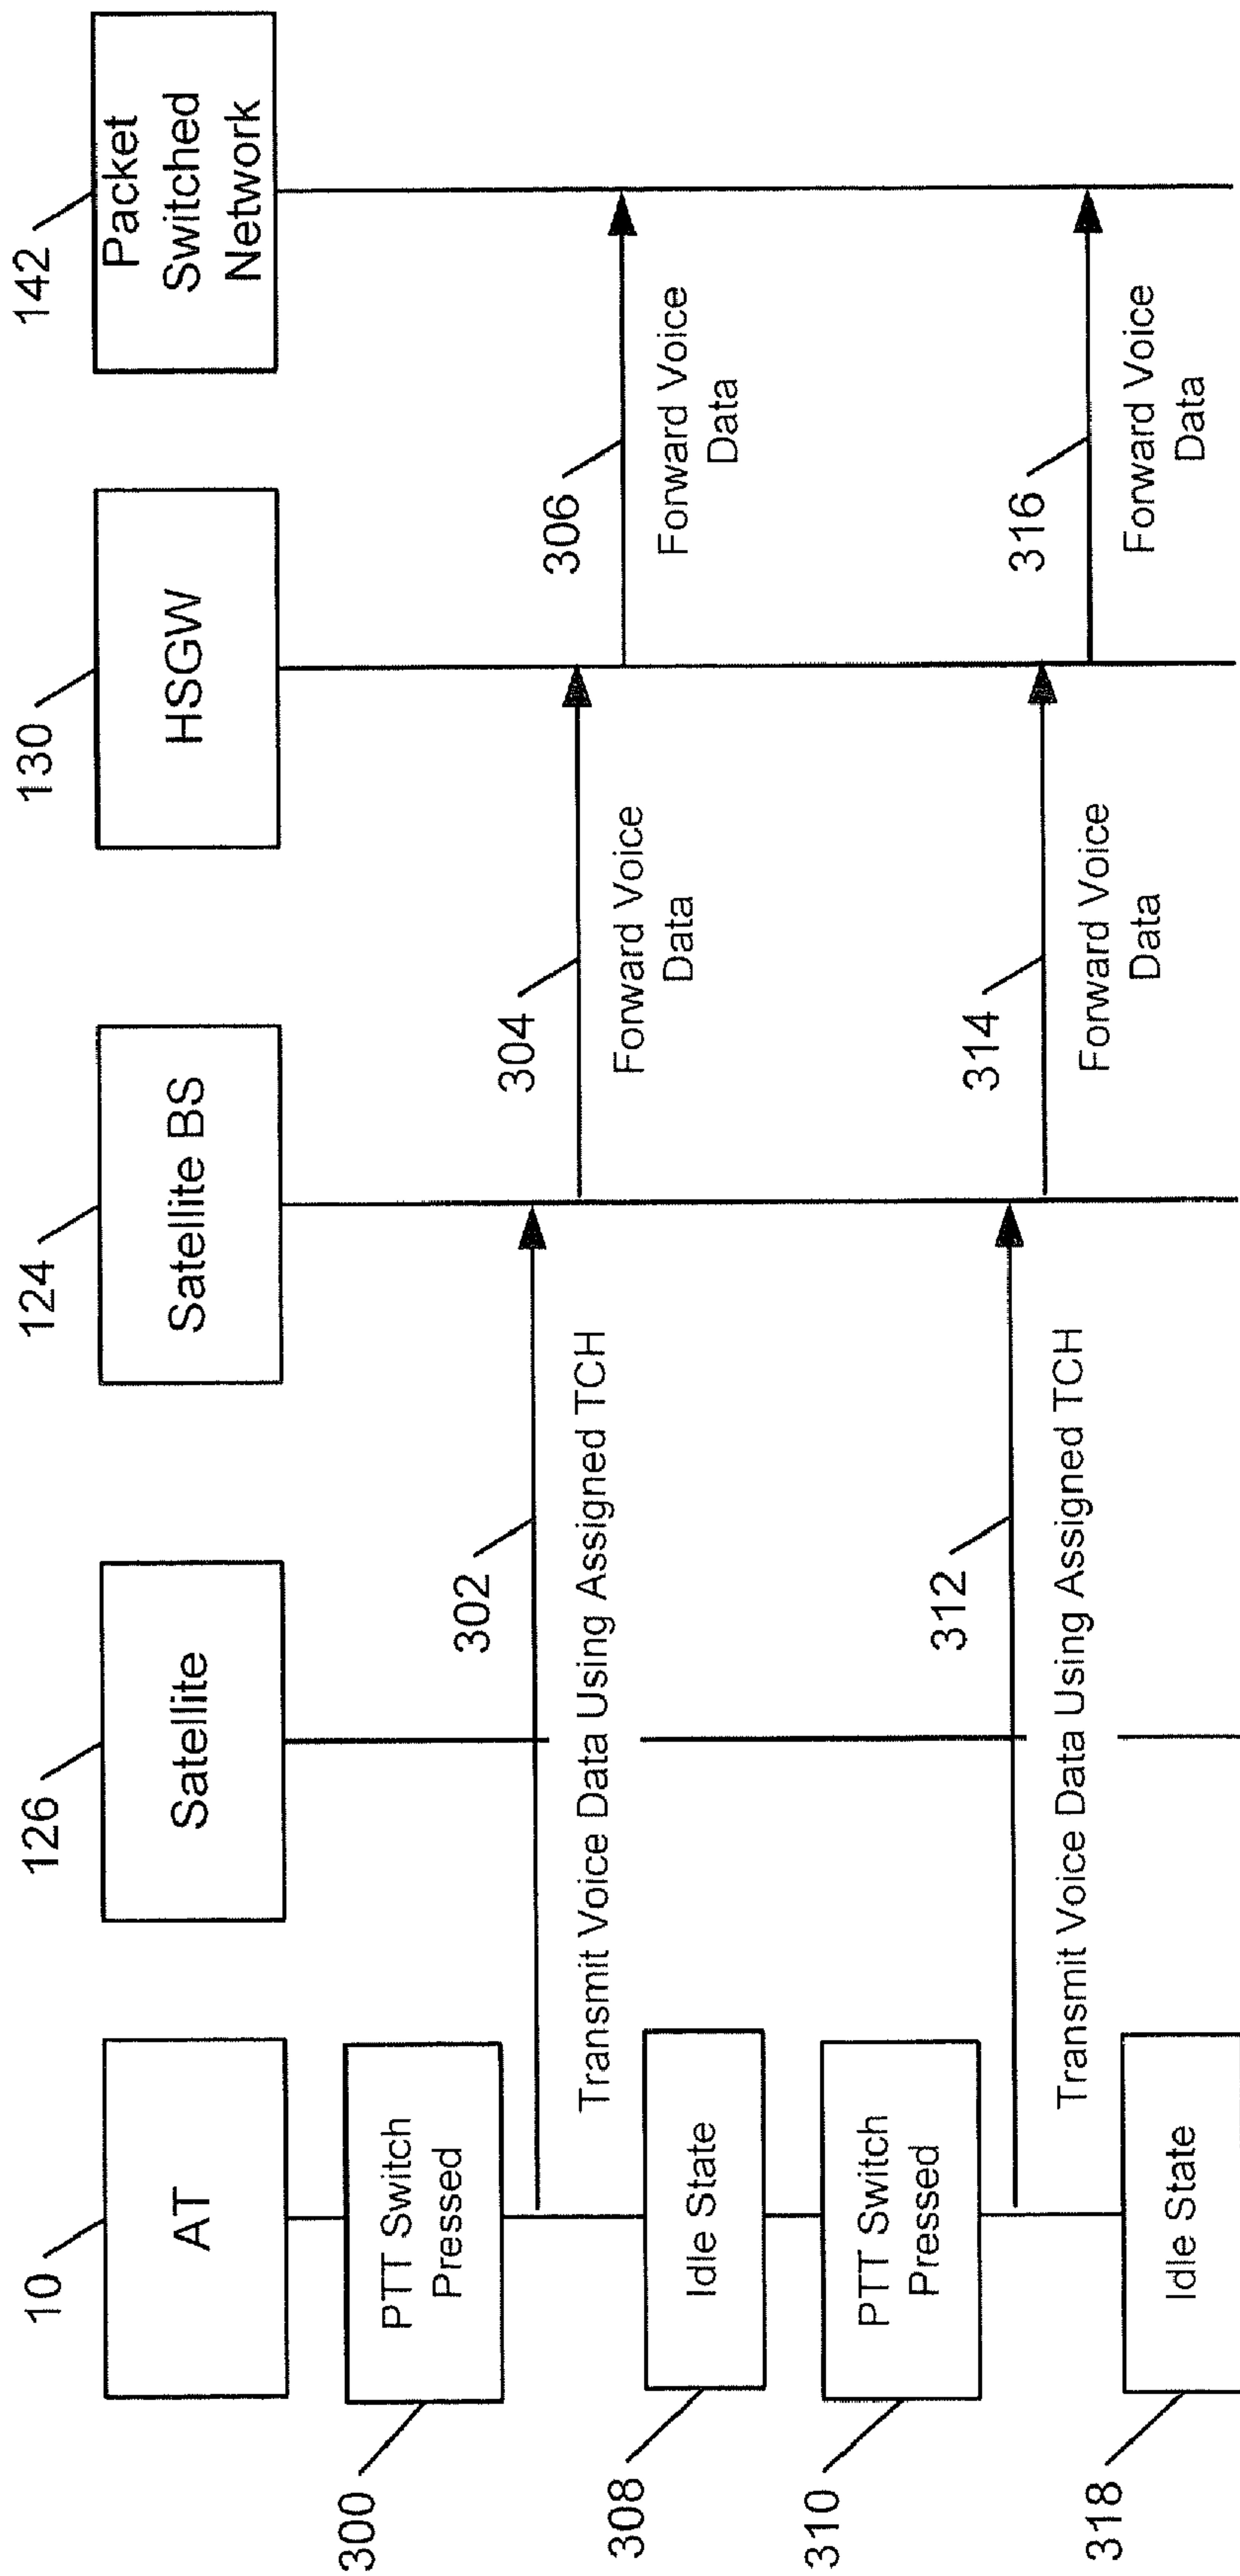 10
126
124
130
142
AT
Satellite
Satellite BS
HSGW
Packet
Switched
Network
300
PTT Switch
Pressed
302
Transmit Voice Data Using Assigned TCH
304
Forward Voice
Data
306
Forward Voice
Data
308
Idle State
310
PTT Switch
Pressed
312
Transmit Voice Data Using Assigned TCH
314
Forward Voice
Data
316
Forward Voice
Data
318
Idle State